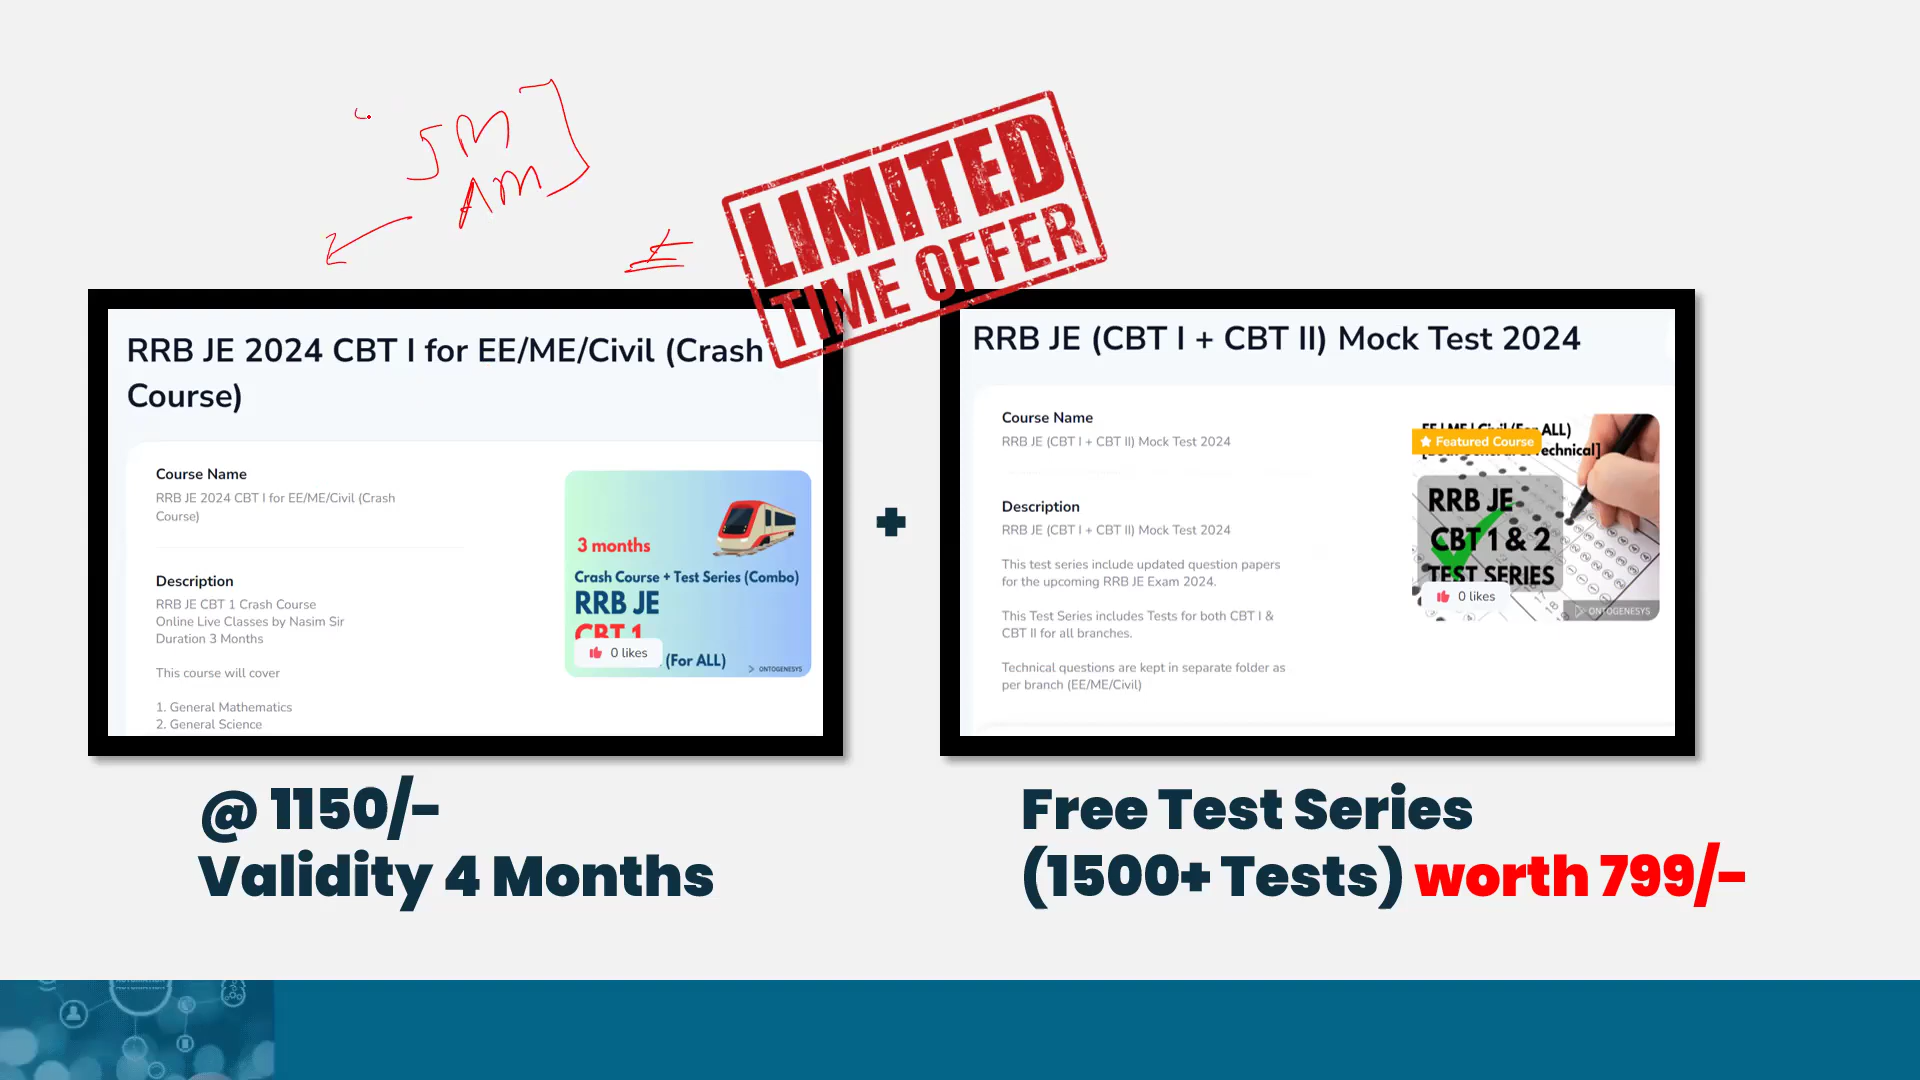 JM
AM
LIMITED
TIME OFFER
RRB JE 2024 CBT I for EE/ME/Civil (Crash
Course)
Course Name
RRB JE 2024 CBT I for EE/ME/Civil (Crash
Course)
Description
RRB JE CBT 1 Crash Course
Online Live Classes by Nasim Sir
Duration 3 Months
This course will cover
1. General Mathematics
2. General Science
3 months
Crash Course + Test Series (Combo)
RRB JE
CBT 1
0 likes
(For ALL)
ONTOGENESYS
RRB JE (CBT I + CBT II) Mock Test 2024
Course Name
RRB JE (CBT I + CBT II) Mock Test 2024
Description
RRB JE (CBT I + CBT II) Mock Test 2024
This test series include updated question papers
for the upcoming RRB JE Exam 2024.
This Test Series includes Tests for both CBT I &
CBT II for all branches.
Technical questions are kept in separate folder as
per branch (EE/ME/Civil)
EE | ME | Civil (For ALL)
Featured Course
Technical]
RRB JE
CBT 1 & 2
TEST SERIES
0 likes
ONTOGENESYS
@ 1150/-
Validity 4 Months
Free Test Series
(1500+ Tests) worth 799/-